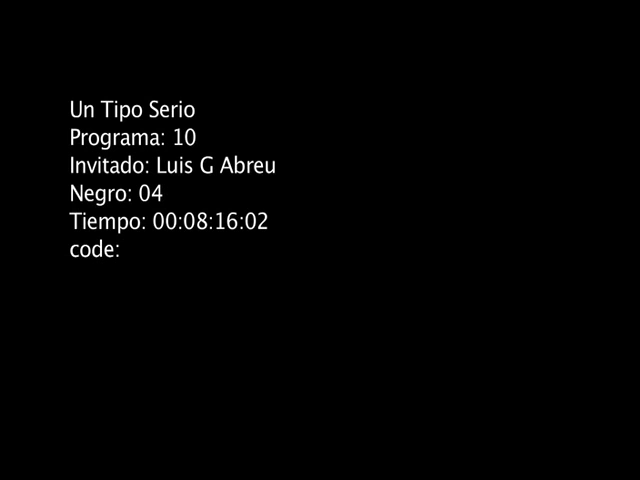 Un Tipo Serio
Programa: 10
Invitado: Luis G Abreu
Negro: 04
Tiempo: 00:08:16:02
code: